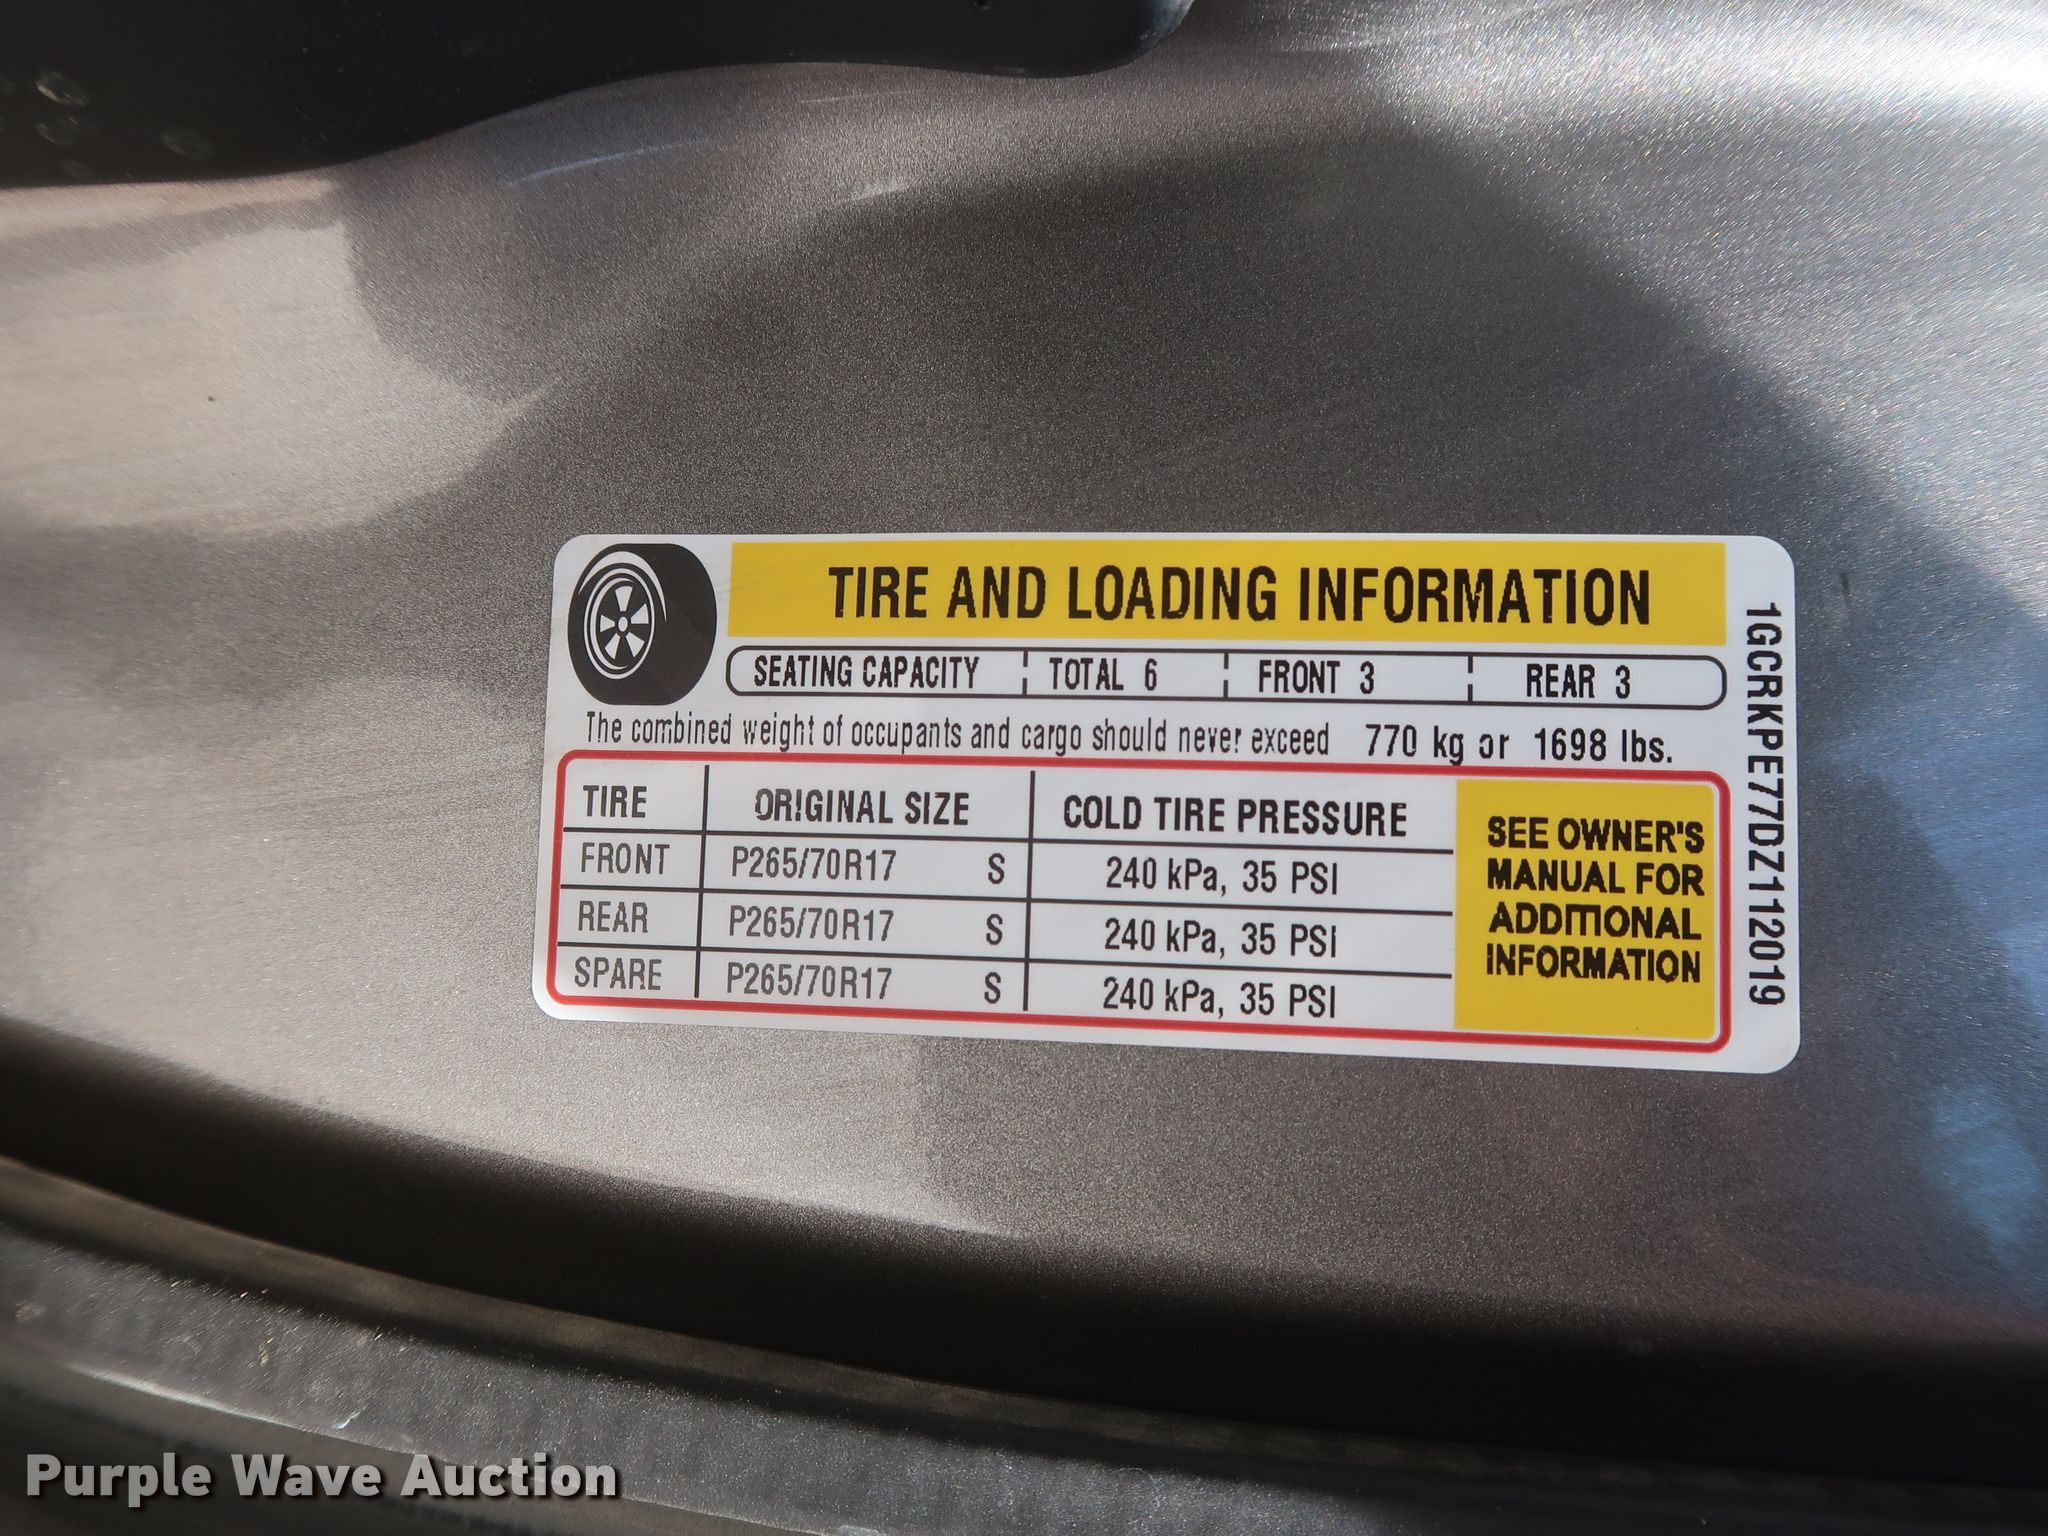 TIRE AND LOADING INFORMATION
SEATING CAPACITY TOTAL 6 FRONT 3 REAR 3
The combined weight of occupants and cargo should never exceed 770 kg or 1698 lbs.
TIRE ORIGINAL SIZE COLD TIRE PRESSURE
FRONT P265/70R17 S 240 kPa, 35 PSI
REAR P265/70R17 S 240 kPa, 35 PSI
SPARE P265/70R17 S 240 kPa, 35 PSI
SEE OWNER'S
MANUAL FOR
ADDITIONAL
INFORMATION
1GCRKPE77DZ112019
Purple Wave Auction